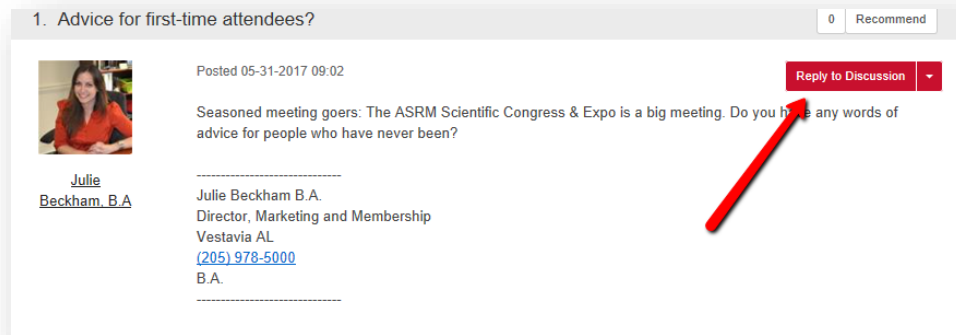 1. Advice for first-time attendees?
0 Recommend
Posted 05-31-2017 09:02
Reply to Discussion
Seasoned meeting goers: The ASRM Scientific Congress & Expo is a big meeting. Do you have any words of
advice for people who have never been?
------------------------------
Julie
Beckham, B.A
Julie Beckham B.A.
Director, Marketing and Membership
Vestavia AL
(205) 978-5000
B.A.
------------------------------